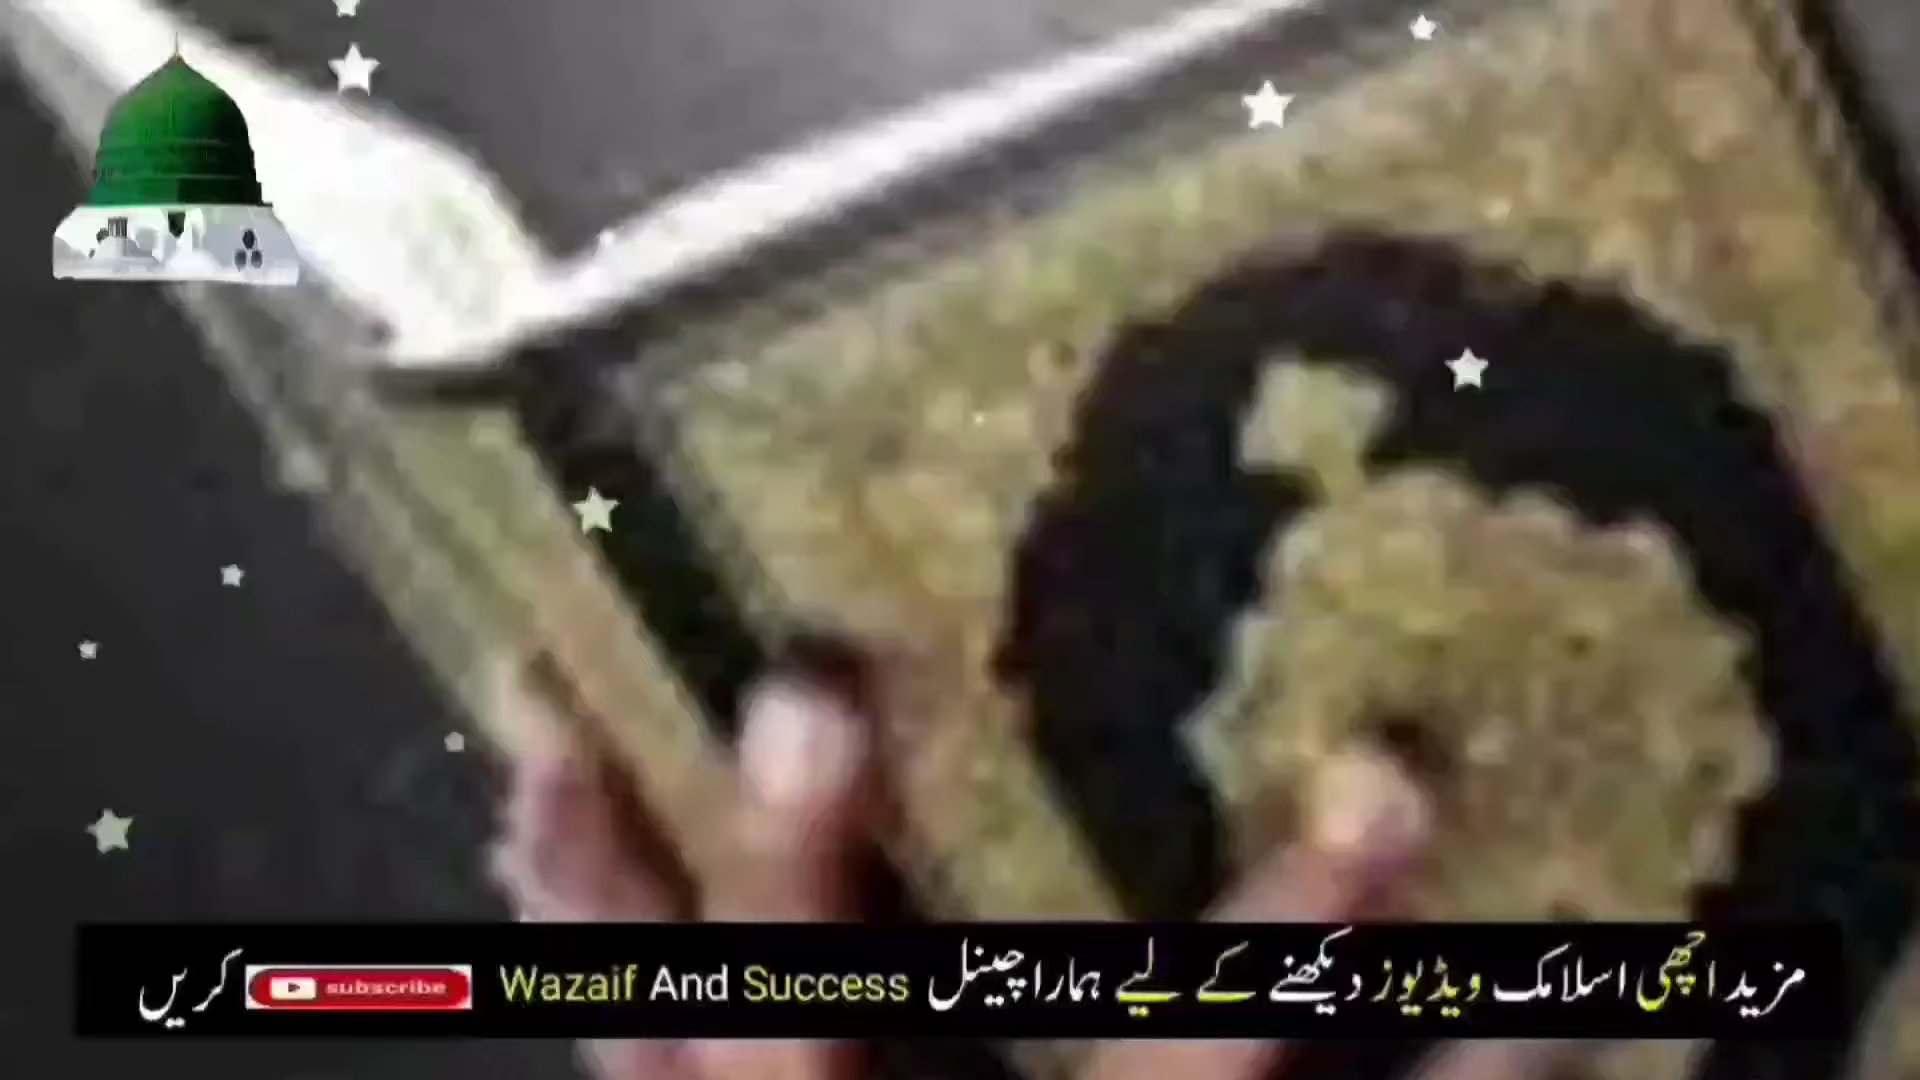 مزید اچھی اسلامک ویڈیوز دیکھنے کے لیے ہمارا چینل Wazaif And Success subscribe کریں